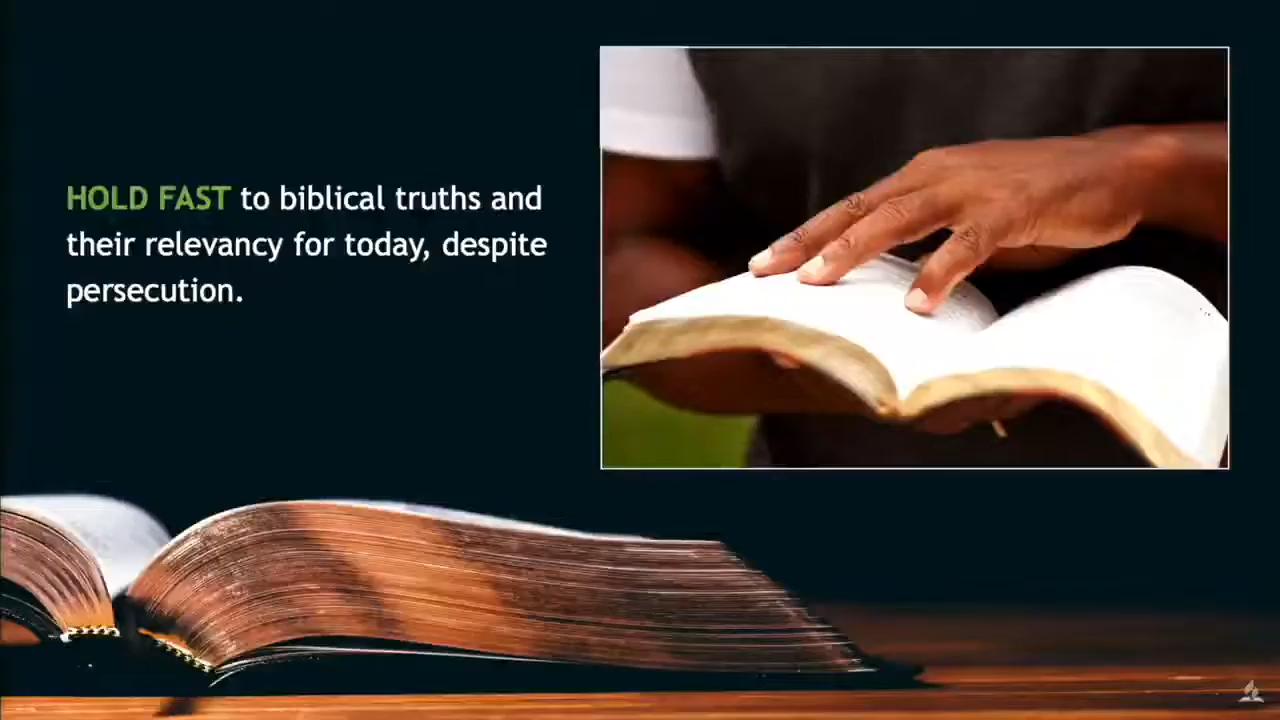 HOLD FAST to biblical truths and
their relevancy for today, despite
persecution.